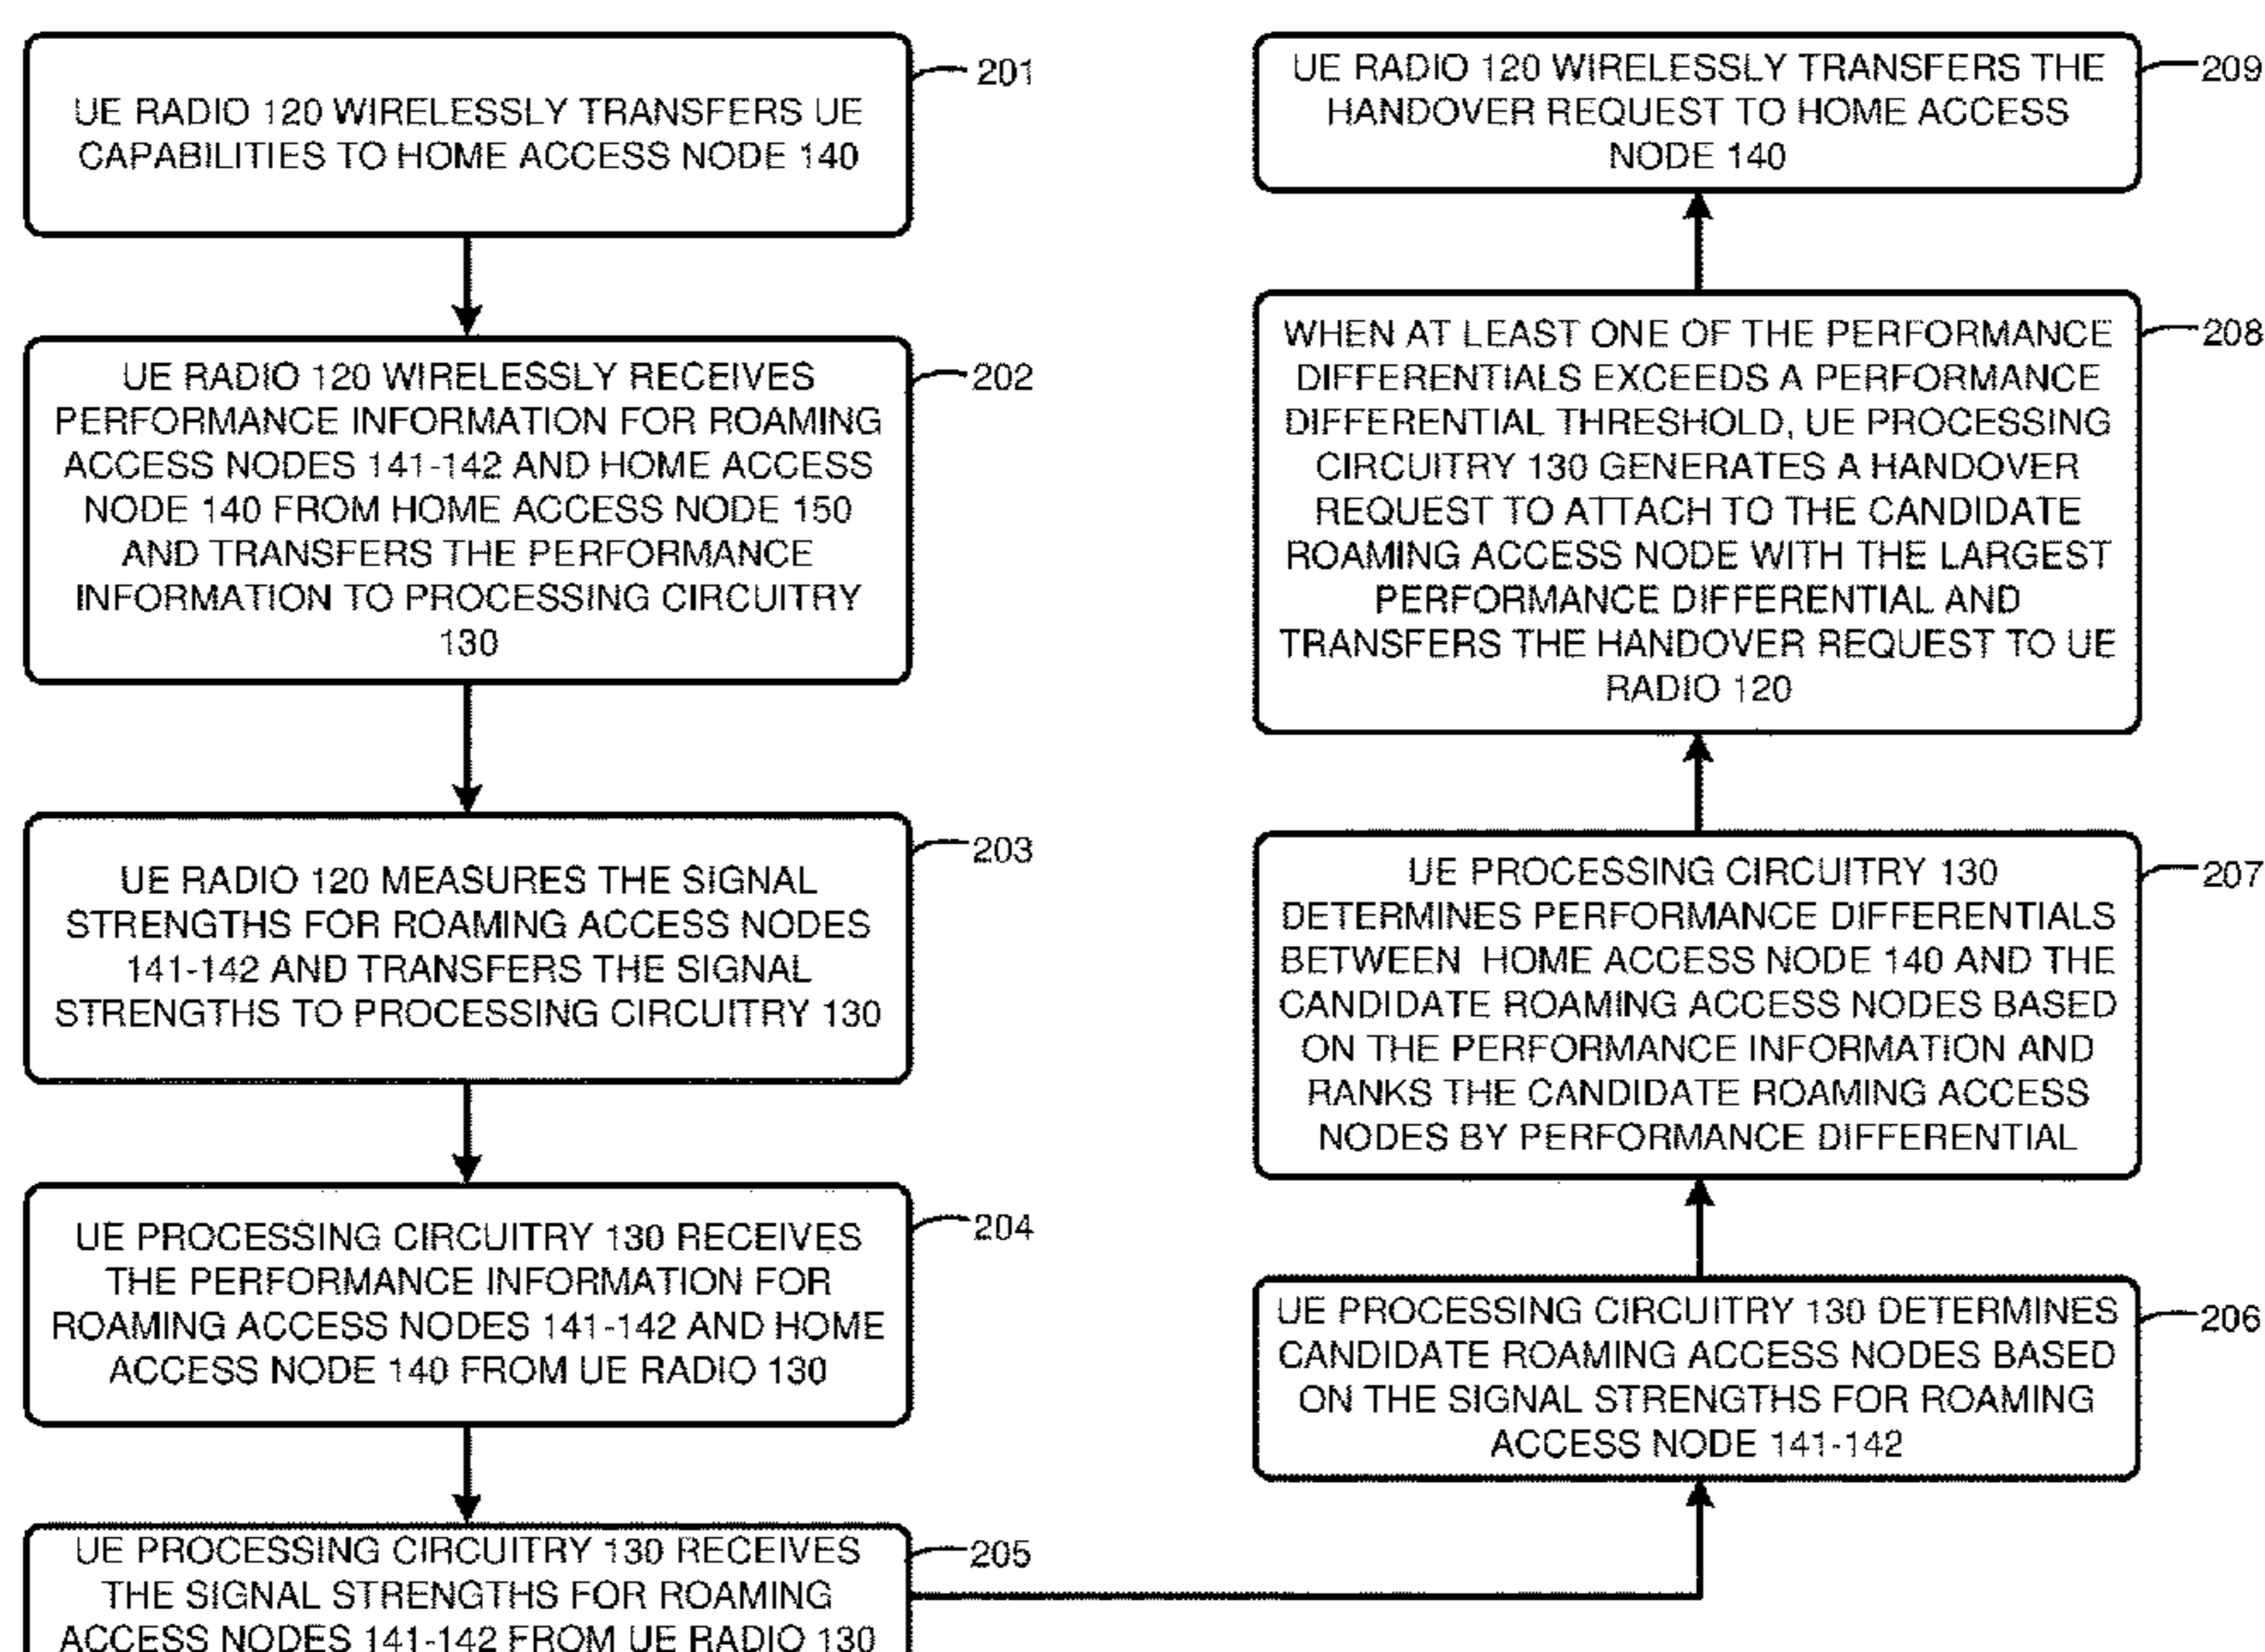 UE RADIO 120 WIRELESSLY TRANSFERS UE
CAPABILITIES TO HOME ACCESS NODE 140
201
UE RADIO 120 WIRELESSLY RECEIVES
PERFORMANCE INFORMATION FOR ROAMING
ACCESS NODES 141-142 AND HOME ACCESS
NODE 140 FROM HOME ACCESS NODE 150
AND TRANSFERS THE PERFORMANCE
INFORMATION TO PROCESSING CIRCUITRY
130
202
UE RADIO 120 MEASURES THE SIGNAL
STRENGTHS FOR ROAMING ACCESS NODES
141-142 AND TRANSFERS THE SIGNAL
STRENGTHS TO PROCESSING CIRCUITRY 130
203
UE PROCESSING CIRCUITRY 130 RECEIVES
THE PERFORMANCE INFORMATION FOR
ROAMING ACCESS NODES 141-142 AND HOME
ACCESS NODE 140 FROM UE RADIO 130
204
UE PROCESSING CIRCUITRY 130 RECEIVES
THE SIGNAL STRENGTHS FOR ROAMING
ACCESS NODES 141-142 FROM UE RADIO 130
205
UE PROCESSING CIRCUITRY 130 DETERMINES
CANDIDATE ROAMING ACCESS NODES BASED
ON THE SIGNAL STRENGTHS FOR ROAMING
ACCESS NODE 141-142
206
UE PROCESSING CIRCUITRY 130
DETERMINES PERFORMANCE DIFFERENTIALS
BETWEEN HOME ACCESS NODE 140 AND THE
CANDIDATE ROAMING ACCESS NODES BASED
ON THE PERFORMANCE INFORMATION AND
RANKS THE CANDIDATE ROAMING ACCESS
NODES BY PERFORMANCE DIFFERENTIAL
207
WHEN AT LEAST ONE OF THE PERFORMANCE
DIFFERENTIALS EXCEEDS A PERFORMANCE
DIFFERENTIAL THRESHOLD, UE PROCESSING
CIRCUITRY 130 GENERATES A HANDOVER
REQUEST TO ATTACH TO THE CANDIDATE
ROAMING ACCESS NODE WITH THE LARGEST
PERFORMANCE DIFFERENTIAL AND
TRANSFERS THE HANDOVER REQUEST TO UE
RADIO 120
208
UE RADIO 120 WIRELESSLY TRANSFERS THE
HANDOVER REQUEST TO HOME ACCESS
NODE 140
209